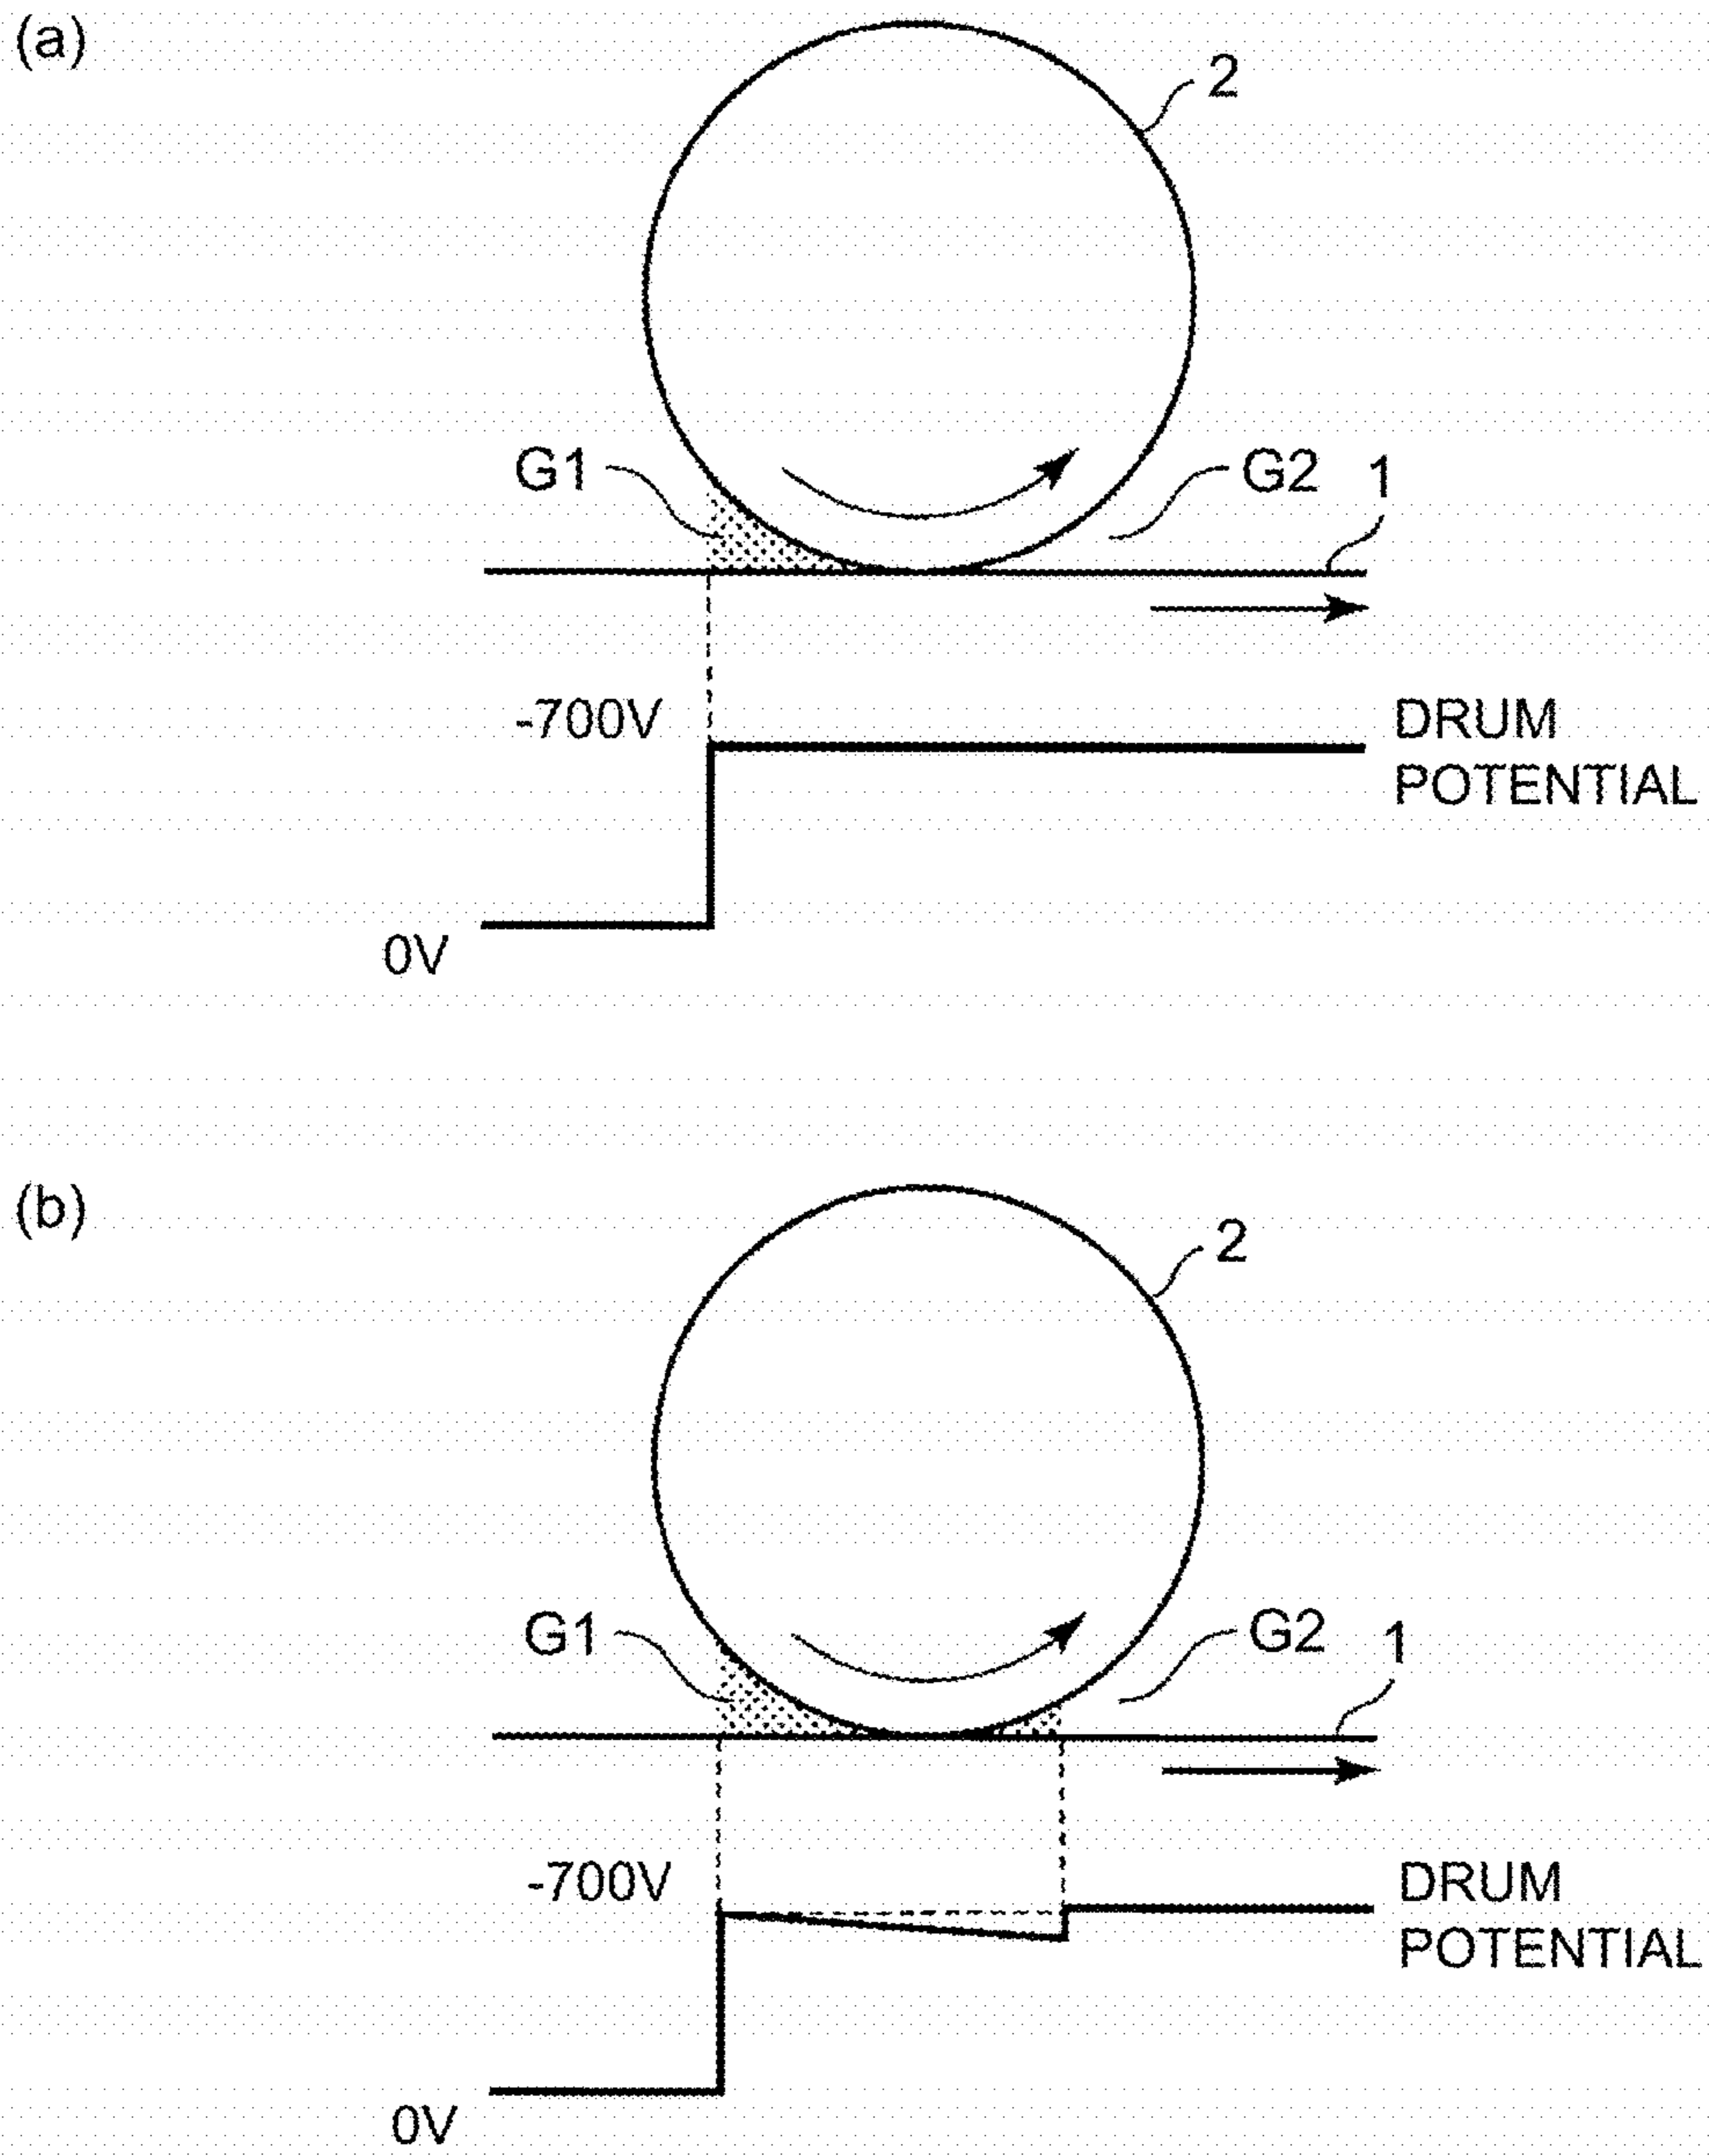 (a)
2
G1
G2
1
-700V
DRUM
POTENTIAL
0V
(b)
2
G1
G2
1
-700V
DRUM
POTENTIAL
0V